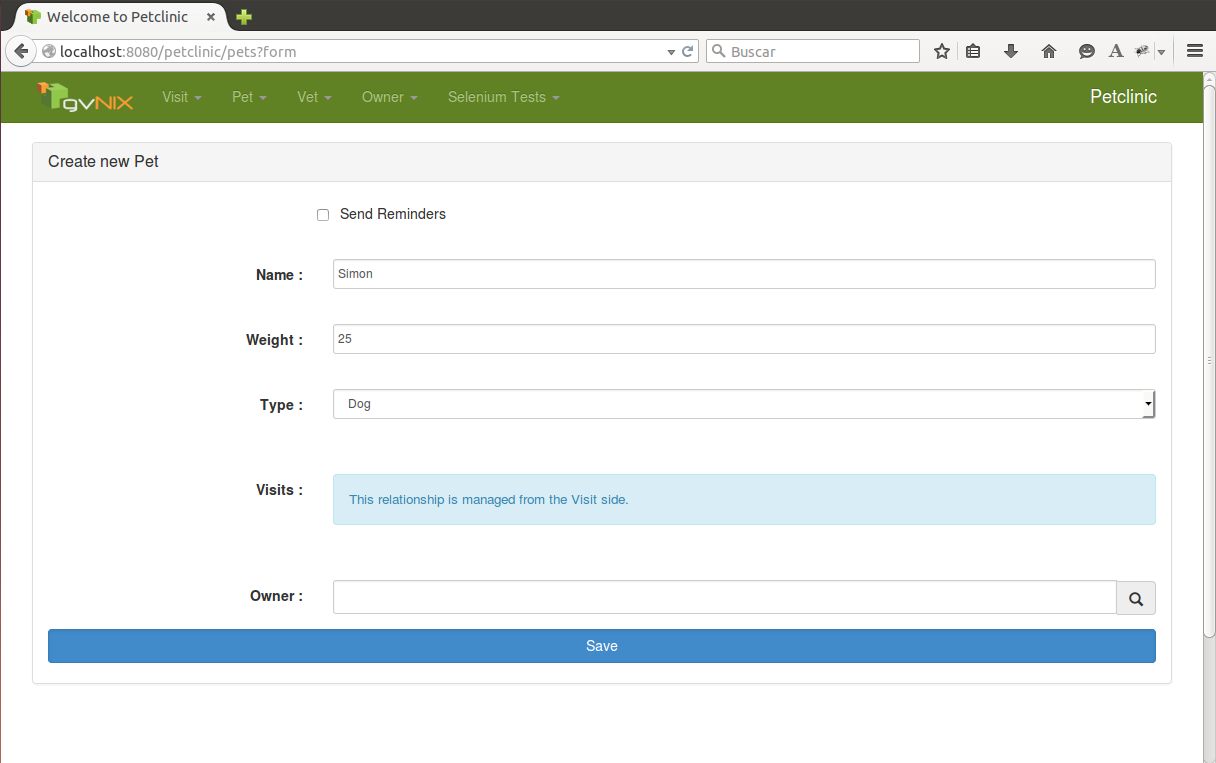 Welcome to Petclinic
localhost:8080/petclinic/pets?form
Buscar
gvNIX Visit Pet Vet Owner Selenium Tests Petclinic
Create new Pet
Send Reminders
Name : Simon
Weight : 25
Type : Dog
Visits : This relationship is managed from the Visit side.
Owner :
Save